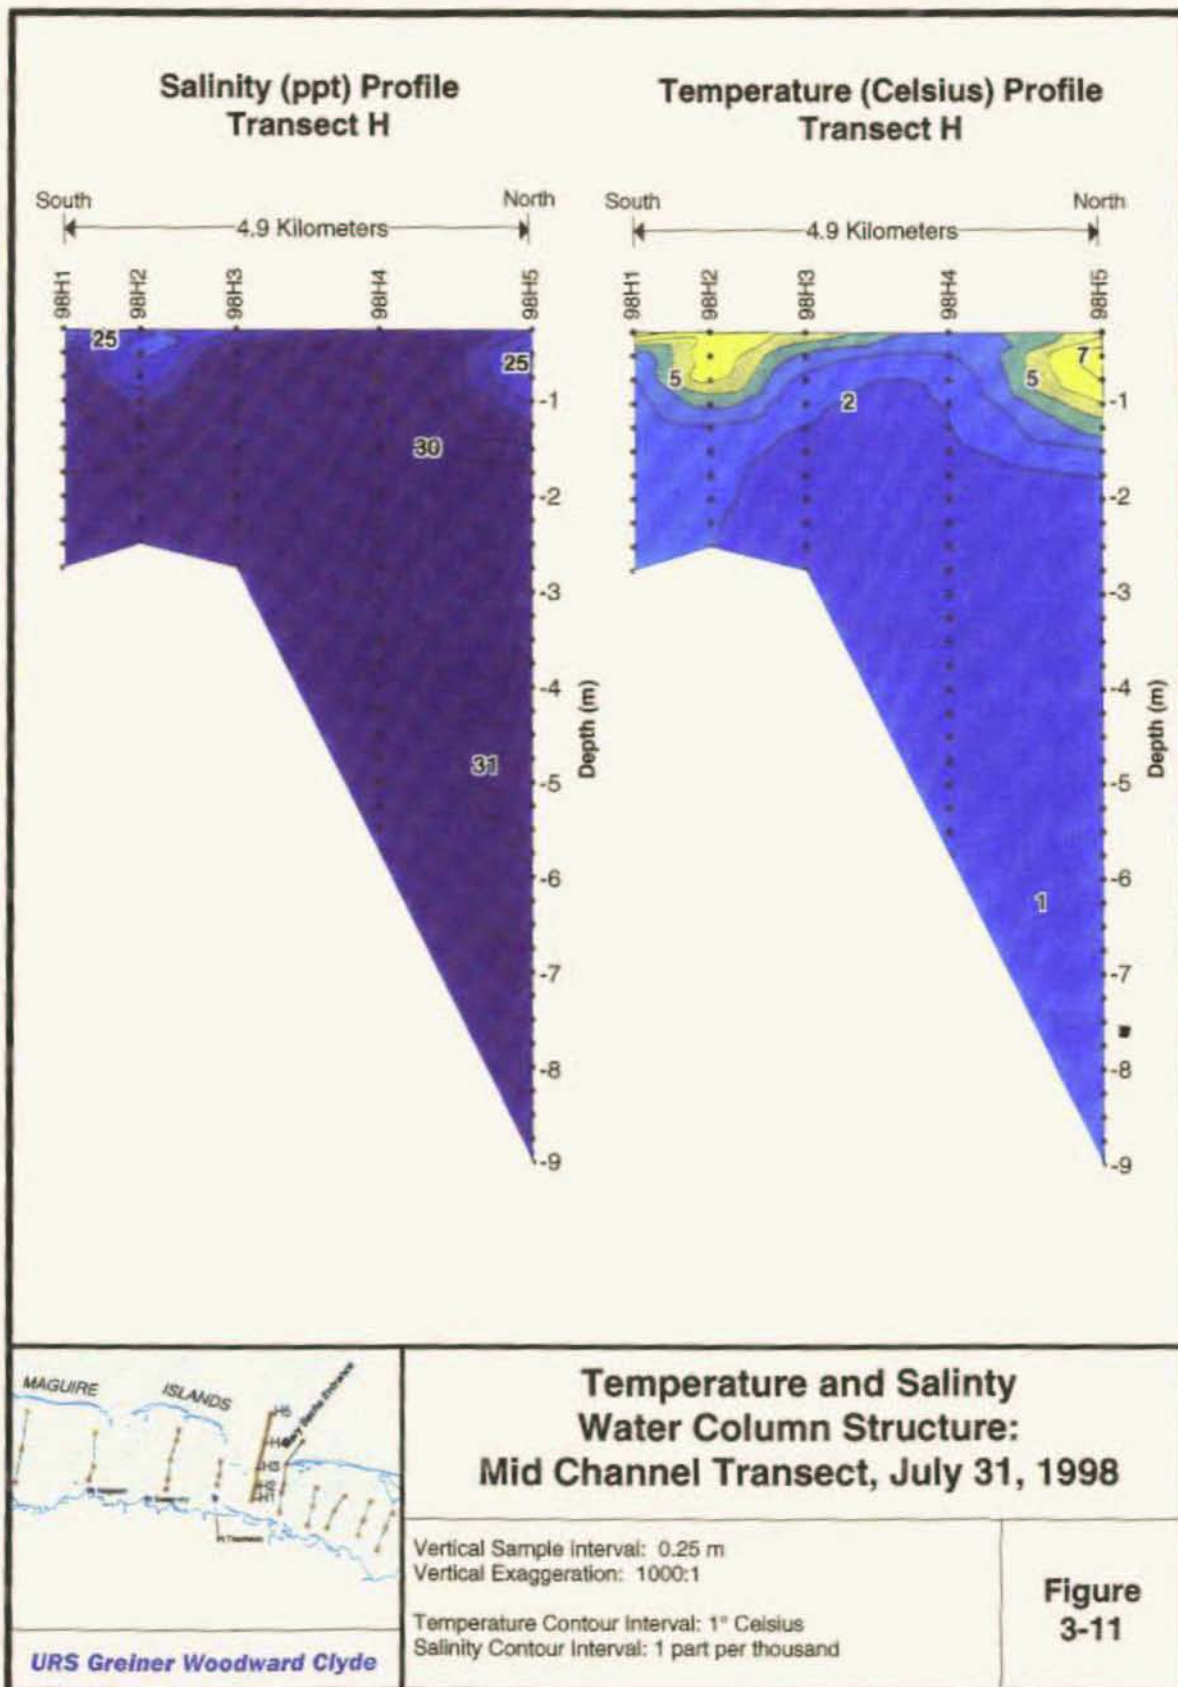 Salinity (ppt) Profile
Transect H
South
North
4.9 Kilometers
98H1
98H2
98H3
98H4
98H5
25
25
30
31
-1
-2
-3
-4
-5
-6
-7
-8
-9
Depth (m)
Temperature (Celsius) Profile
Transect H
South
North
4.9 Kilometers
98H1
98H2
98H3
98H4
98H5
5
2
5
7
1
-1
-2
-3
-4
-5
-6
-7
-8
-9
Depth (m)
MAGUIRE ISLANDS
H5
Entrance
H3
H1
URS Greiner Woodward Clyde
Temperature and Salinty
Water Column Structure:
Mid Channel Transect, July 31, 1998
Vertical Sample Interval: 0.25 m
Vertical Exaggeration: 1000:1
Temperature Contour Interval: 1° Celsius
Salinity Contour Interval: 1 part per thousand
Figure
3-11